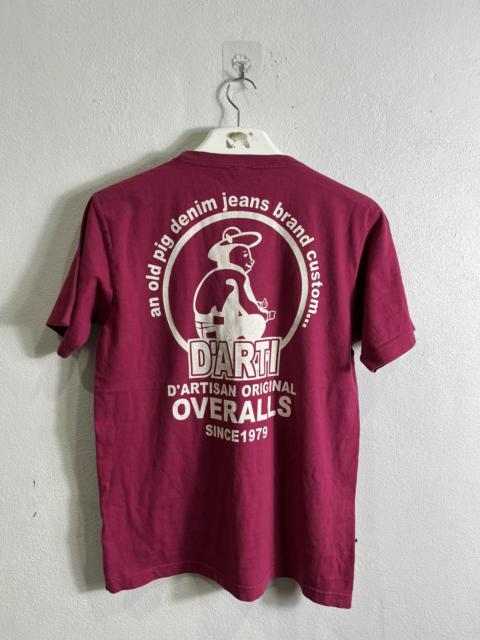 an old pig denim jeans brand custom...
D'ARTI
D'ARTISAN ORIGINAL
OVERALLS
SINCE1979